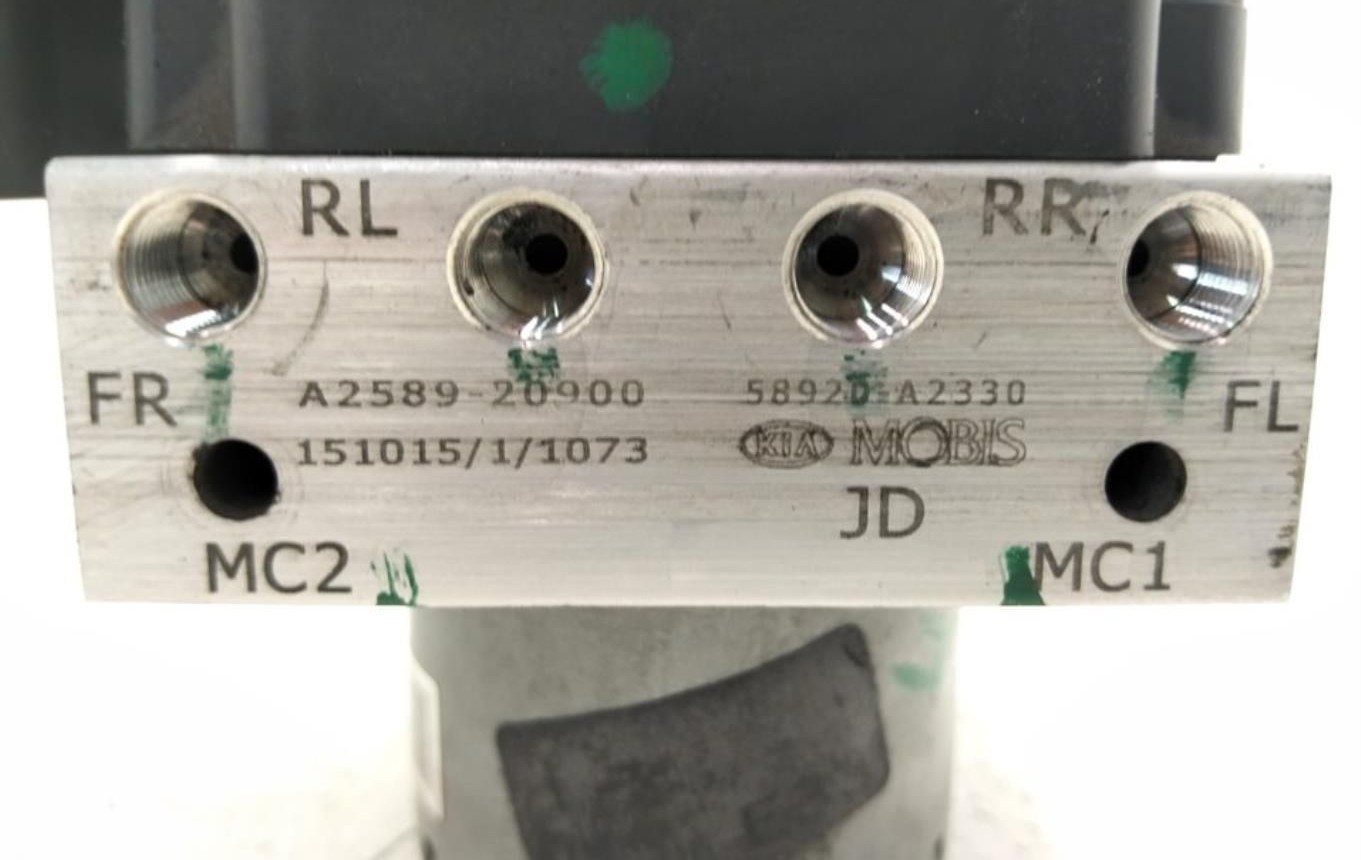 RL
RR
FR
A2589-20900
58920-A2330
FL
151015/1/1073
KIA MOBIS
JD
MC2
MC1